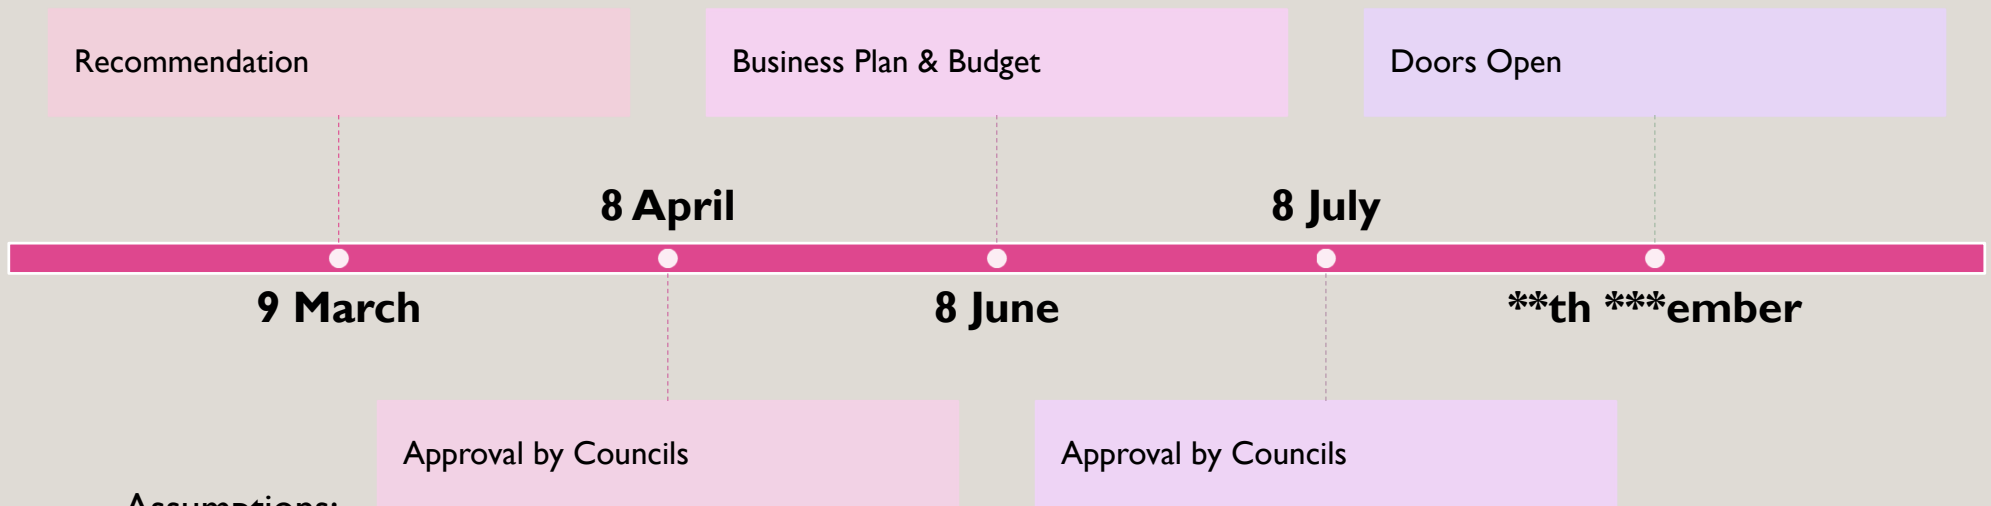 Recommendation
Business Plan & Budget
Doors Open
8 April
8 July
9 March
8 June
**th ***ember
Approval by Councils
Approval by Councils
Assumptions: